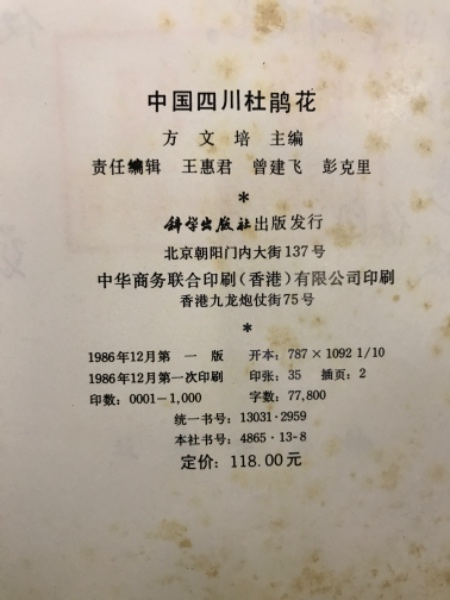 中国四川杜鹃花
方文培 主编
责任编辑 王惠君 曾建飞 彭克里
*
科学出版社出版发行
北京朝阳门内大街137号
中华商务联合印刷(香港)有限公司印刷
香港九龙炮仗街75号
*
1986年12月第一版 开本：787×1092 1/10
1986年12月第一次印刷 印张：35 插页：2
印数：0001-1,000 字数：77,800
统一书号：13031·2959
本社书号：4865·13-8
定价：118.00元